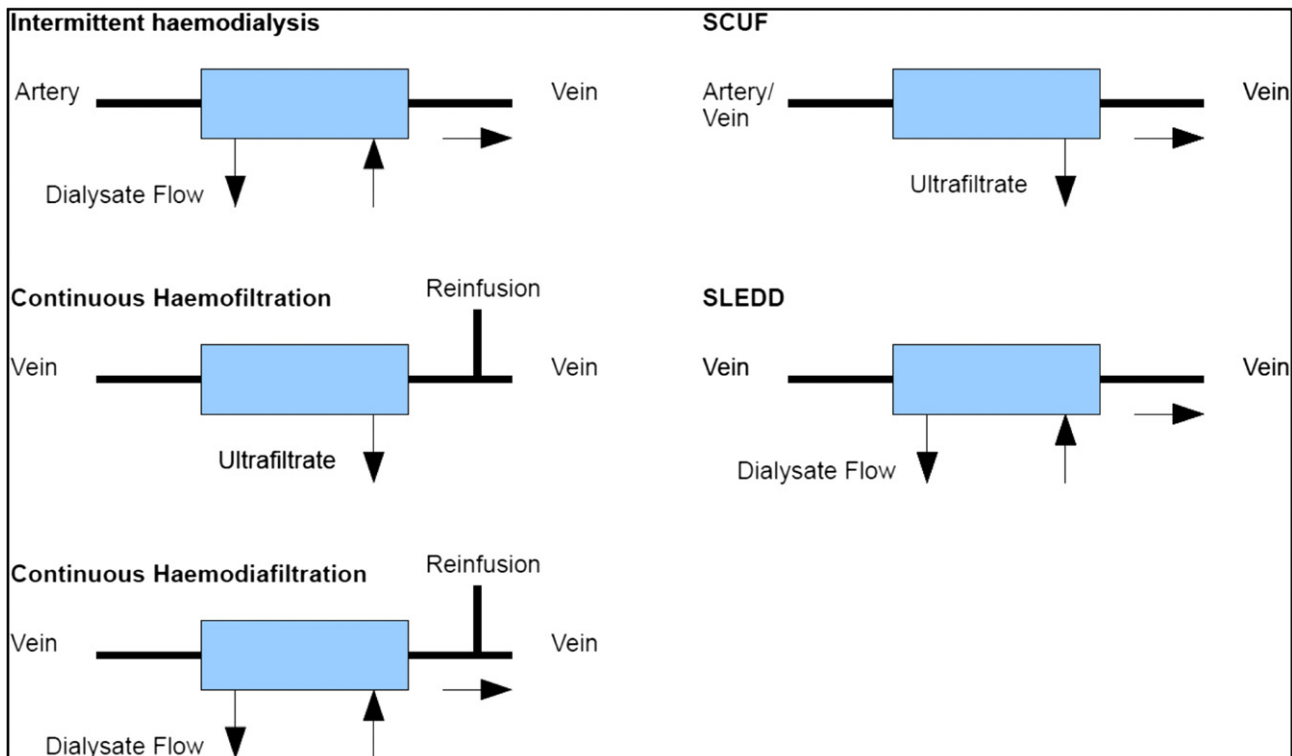 Intermittent haemodialysis
Artery
Vein
Dialysate Flow
SCUF
Artery/
Vein
Vein
Ultrafiltrate
Continuous Haemofiltration
Reinfusion
Vein
Vein
Ultrafiltrate
SLEDD
Vein
Vein
Dialysate Flow
Continuous Haemodiafiltration
Reinfusion
Vein
Vein
Dialysate Flow